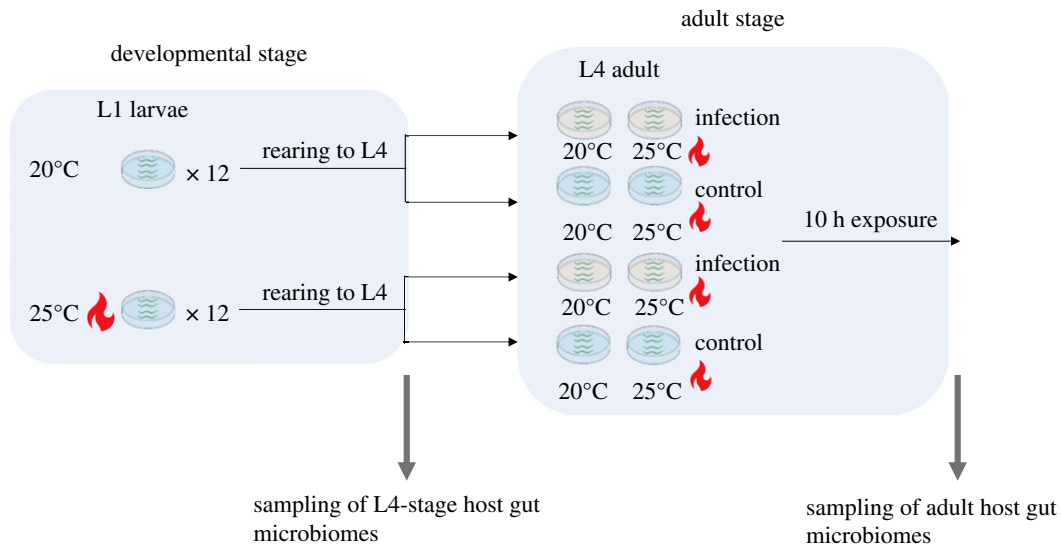 developmental stage
adult stage
L1 larvae
20°C
× 12
rearing to L4
25°C
× 12
rearing to L4
L4 adult
infection
20°C 25°C
control
20°C 25°C
infection
20°C 25°C
control
20°C 25°C
10 h exposure
sampling of L4-stage host gut
microbiomes
sampling of adult host gut
microbiomes